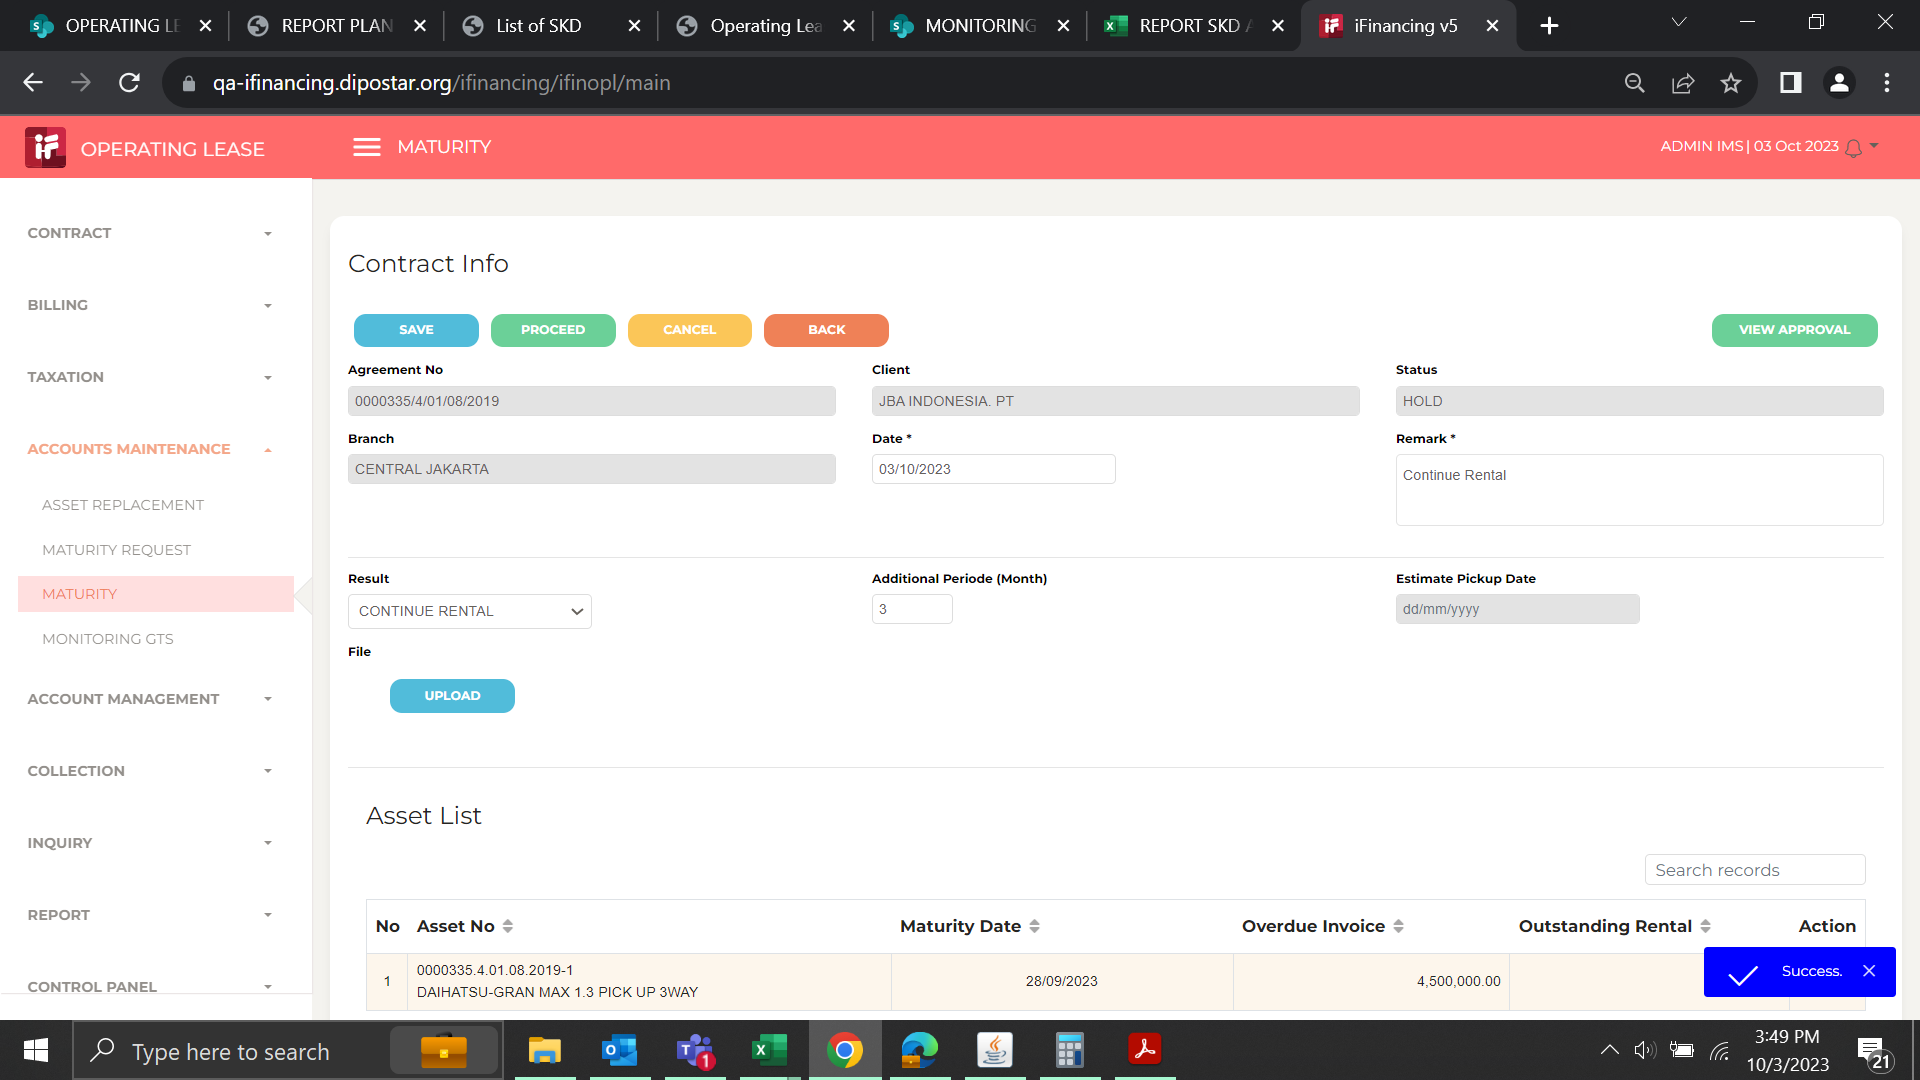 OPERATING LE
REPORT PLAN
List of SKD
Operating Lea
MONITORING
REPORT SKD A
iFinancing v5
qa-ifinancing.dipostar.org/ifinancing/ifinopl/main
iF OPERATING LEASE
MATURITY
ADMIN IMS | 03 Oct 2023
CONTRACT
BILLING
TAXATION
ACCOUNTS MAINTENANCE
ASSET REPLACEMENT
MATURITY REQUEST
MATURITY
MONITORING GTS
ACCOUNT MANAGEMENT
COLLECTION
INQUIRY
REPORT
CONTROL PANEL
Contract Info
SAVE PROCEED CANCEL BACK VIEW APPROVAL
Agreement No Client Status
0000335/4/01/08/2019 JBA INDONESIA. PT HOLD
Branch Date * Remark *
CENTRAL JAKARTA 03/10/2023 Continue Rental
Result Additional Periode (Month) Estimate Pickup Date
CONTINUE RENTAL 3 dd/mm/yyyy
File
UPLOAD
Asset List
Search records
No Asset No Maturity Date Overdue Invoice Outstanding Rental Action
1 0000335.4.01.08.2019-1 28/09/2023 4,500,000.00
DAIHATSU-GRAN MAX 1.3 PICK UP 3WAY
Success.
Type here to search
1
3:49 PM
10/3/2023
21